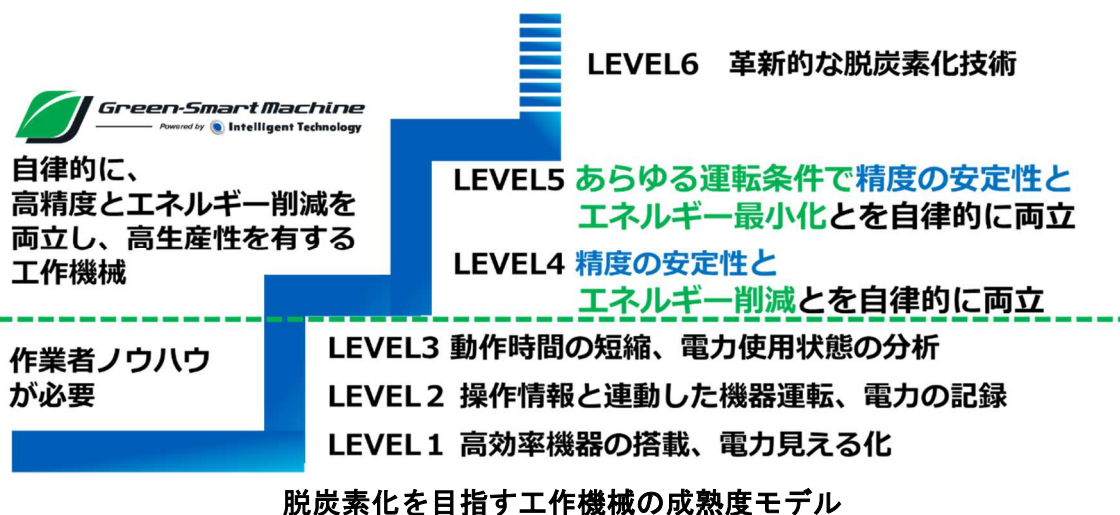 LEVEL6 革新的な脱炭素化技術
Green-Smart Machine
Powered by Intelligent Technology
自律的に、
高精度とエネルギー削減を
両立し、高生産性を有する
工作機械
LEVEL5 あらゆる運転条件で精度の安定性と
エネルギー最小化とを自律的に両立
LEVEL4 精度の安定性と
エネルギー削減とを自律的に両立
作業者ノウハウ
が必要
LEVEL3 動作時間の短縮、電力使用状態の分析
LEVEL2 操作情報と連動した機器運転、電力の記録
LEVEL1 高効率機器の搭載、電力見える化
脱炭素化を目指す工作機械の成熟度モデル